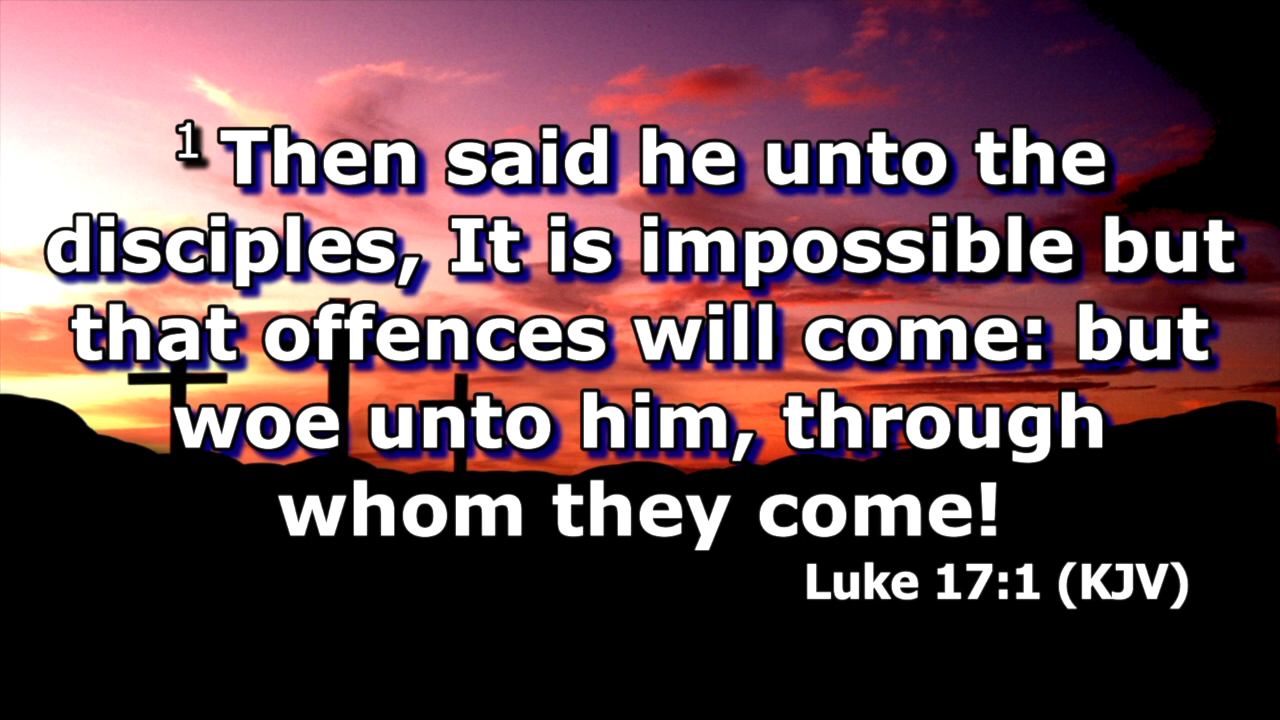 1 Then said he unto the
disciples, It is impossible but
that offences will come: but
woe unto him, through
whom they come!
Luke 17:1 (KJV)